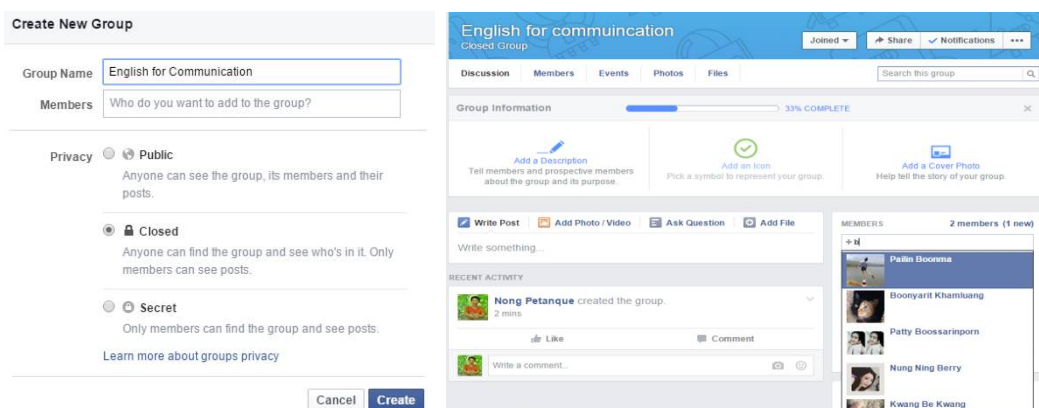 Create New Group
Group Name English for Communication
Members Who do you want to add to the group?
Privacy Public
Anyone can see the group, its members and their
posts.
Closed
Anyone can find the group and see who's in it. Only
members can see posts.
Secret
Only members can find the group and see posts.
Learn more about groups privacy
Cancel Create
English for commuincation
Closed Group
Joined Share Notifications
Discussion Members Events Photos Files Search this group
Group Information 33% COMPLETE
Add a Description
Tell members and prospective members
about the group and its purpose.
Add an Icon
Pick a symbol to represent your group.
Add a Cover Photo
Help tell the story of your group.
Write Post Add Photo / Video Ask Question Add File
Write something...
RECENT ACTIVITY
Nong Petanque created the group.
2 mins
Like Comment
Write a comment...
MEMBERS 2 members (1 new)
+ b
Pailin Boonma
Boonyarit Khamluang
Patty Boossarinporn
Nung Ning Berry
Kwang Be Kwang